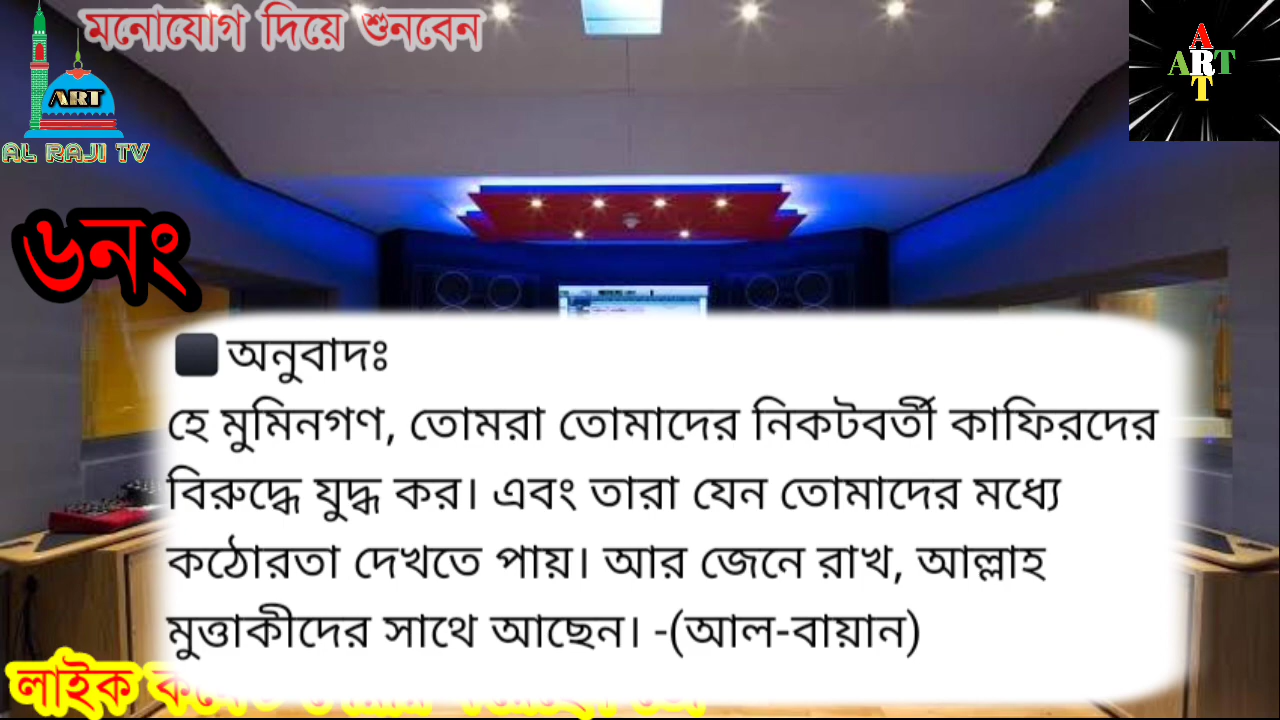 মনোযোগ দিয়ে শুনবেন
ART
AL RAJI TV
A
ART
T
৬নং
অনুবাদঃ
হে মুমিনগণ, তোমরা তোমাদের নিকটবর্তী কাফিরদের
বিরুদ্ধে যুদ্ধ কর। এবং তারা যেন তোমাদের মধ্যে
কঠোরতা দেখতে পায়। আর জেনে রাখ, আল্লাহ
মুত্তাকীদের সাথে আছেন। -(আল-বায়ান)
লাইক